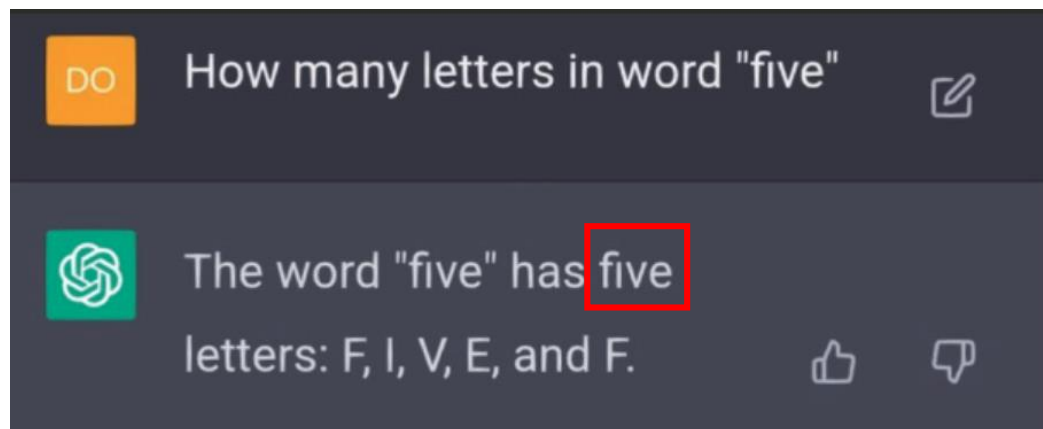 DO
How many letters in word "five"
The word "five" has five
letters: F, I, V, E, and F.